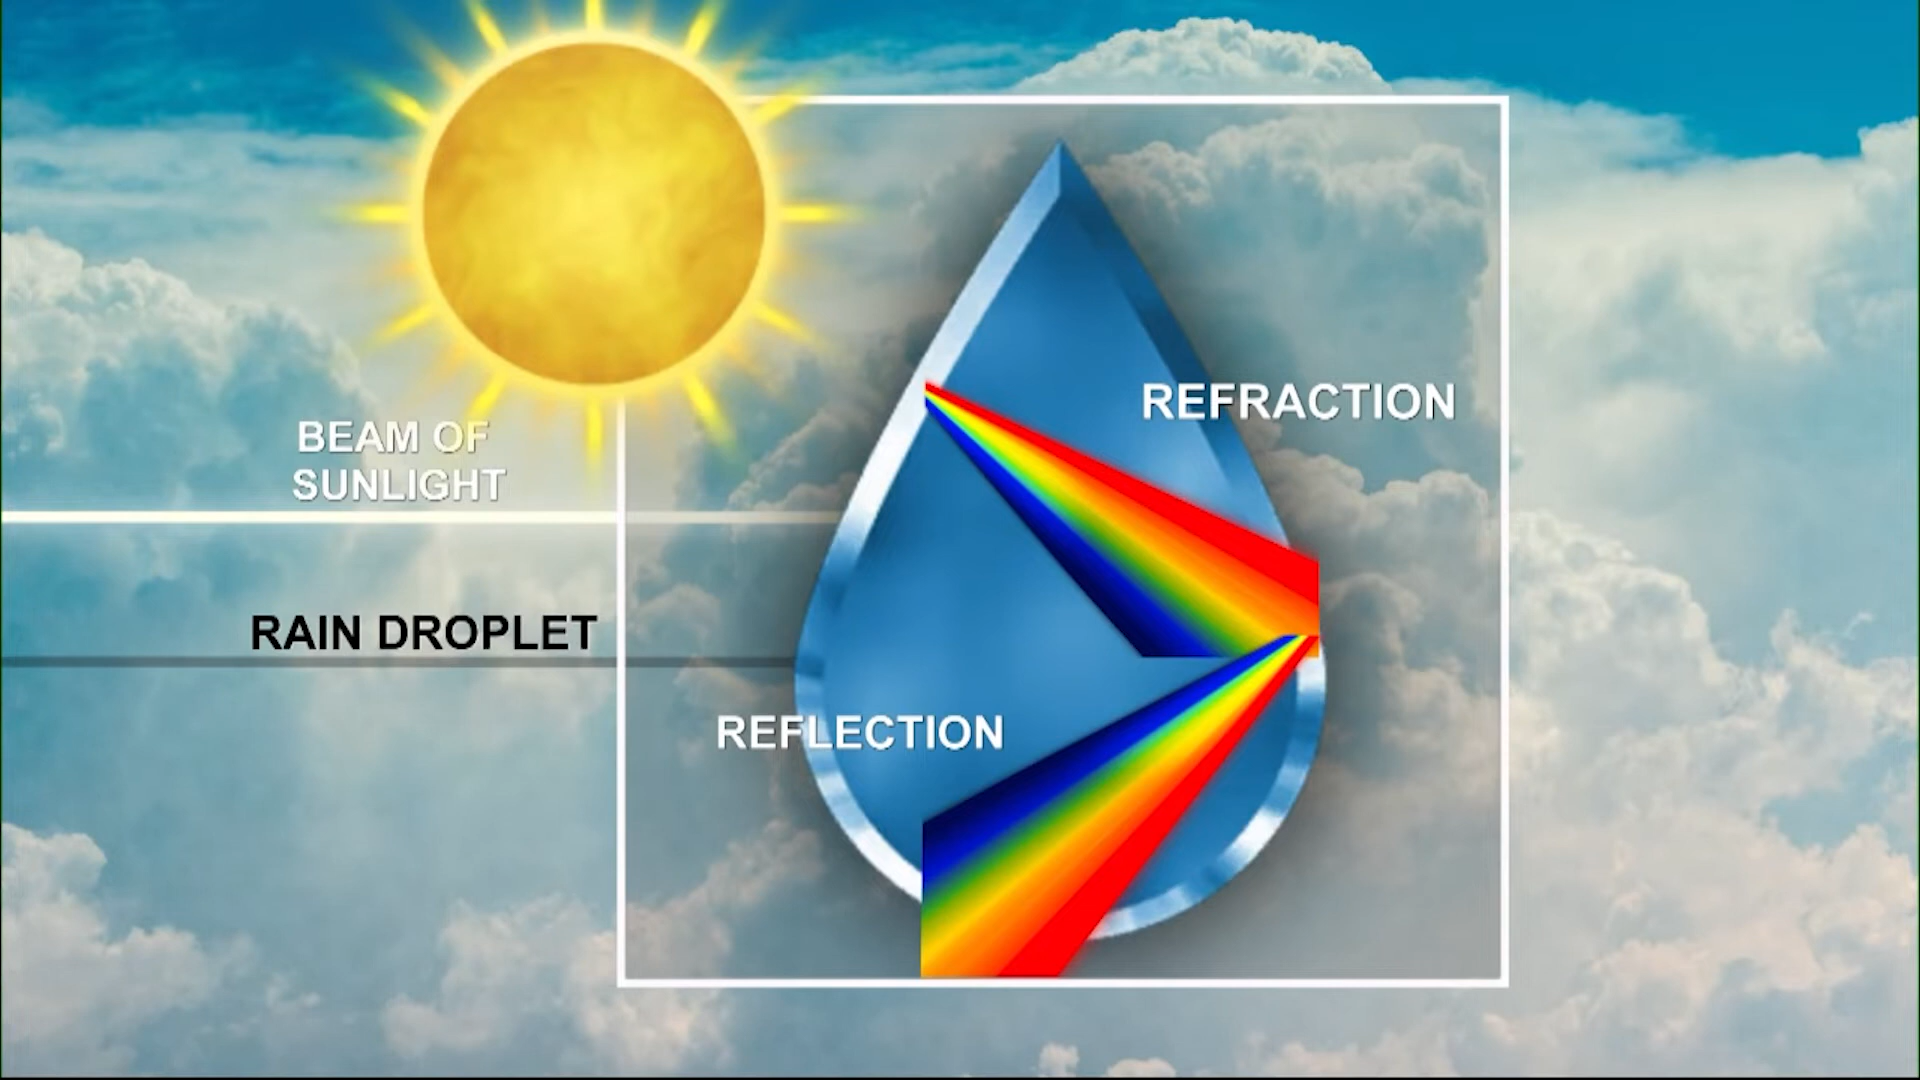 BEAM OF
SUNLIGHT
REFRACTION
RAIN DROPLET
REFLECTION